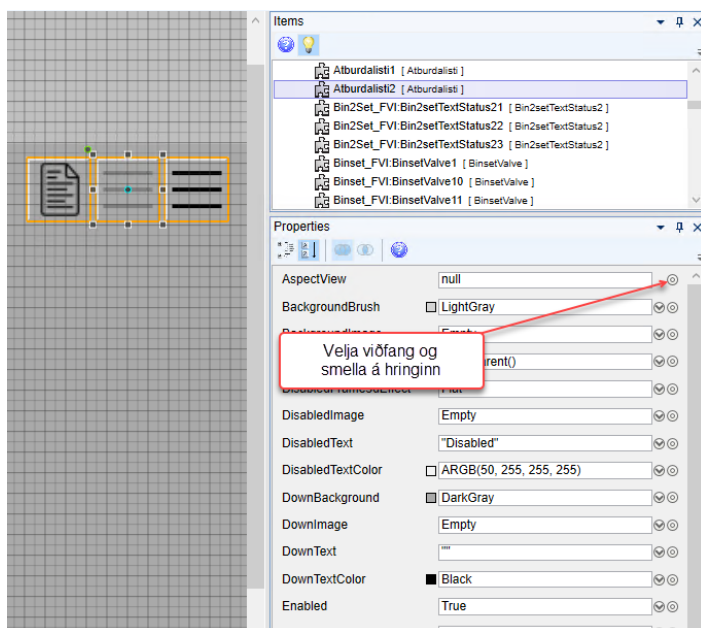 Items
Atburdalisti1 [ Atburdalisti ]
Atburdalisti2 [ Atburdalisti ]
Bin2Set_FVI:Bin2setTextStatus21 [ Bin2setTextStatus2 ]
Bin2Set_FVI:Bin2setTextStatus22 [ Bin2setTextStatus2 ]
Bin2Set_FVI:Bin2setTextStatus23 [ Bin2setTextStatus2 ]
Binset_FVI:BinsetValve1 [ BinsetValve ]
Binset_FVI:BinsetValve10 [ BinsetValve ]
Binset_FVI:BinsetValve11 [ BinsetValve ]
Properties
AspectView null
BackgroundBrush LightGray
Velja viðfang og
smella á hringinn
DisabledImage Empty
DisabledText "Disabled"
DisabledTextColor ARGB(50, 255, 255, 255)
DownBackground DarkGray
DownImage Empty
DownText ""
DownTextColor Black
Enabled True